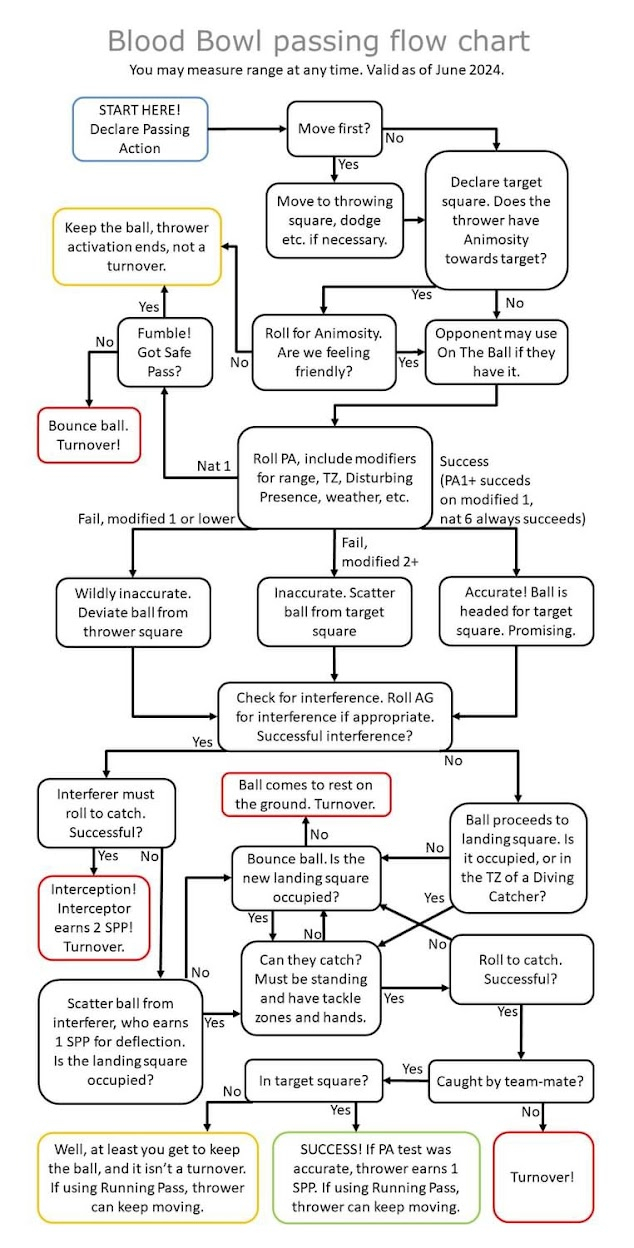 Blood Bowl passing flow chart
You may measure range at any time. Valid as of June 2024.
START HERE!
Declare Passing
Action
Move first?
No
Yes
Move to throwing
square, dodge
etc. if necessary.
Declare target
square. Does the
thrower have
Animosity
towards target?
Keep the ball, thrower
activation ends, not a
turnover.
Yes
No
Yes
Fumble!
Got Safe
Pass?
No
Roll for Animosity.
Are we feeling
friendly?
No
Yes
Opponent may use
On The Ball if they
have it.
Bounce ball.
Turnover!
Nat 1
Roll PA, include modifiers
for range, TZ, Disturbing
Presence, weather, etc.
Success
(PA1+ succeds
on modified 1,
nat 6 always succeeds)
Fail, modified 1 or lower
Fail,
modified 2+
Wildly inaccurate.
Deviate ball from
thrower square
Inaccurate. Scatter
ball from target
square
Accurate! Ball is
headed for target
square. Promising.
Check for interference. Roll AG
for interference if appropriate.
Successful interference?
Yes
No
Interferer must
roll to catch.
Successful?
Ball comes to rest on
the ground. Turnover.
Ball proceeds to
landing square. Is
it occupied, or in
the TZ of a Diving
Catcher?
Yes
No
No
No
Bounce ball. Is the
new landing square
occupied?
Interception!
Interceptor
earns 2 SPP!
Turnover.
Yes
Yes
No
No
Can they catch?
Must be standing
and have tackle
zones and hands.
Roll to catch.
Successful?
No
Yes
Scatter ball from
interferer, who earns
1 SPP for deflection.
Is the landing square
occupied?
Yes
Yes
In target square?
Yes
Caught by team-mate?
No
Yes
No
Well, at least you get to keep
the ball, and it isn't a turnover.
If using Running Pass, thrower
can keep moving.
SUCCESS! If PA test was
accurate, thrower earns 1
SPP. If using Running Pass,
thrower can keep moving.
Turnover!